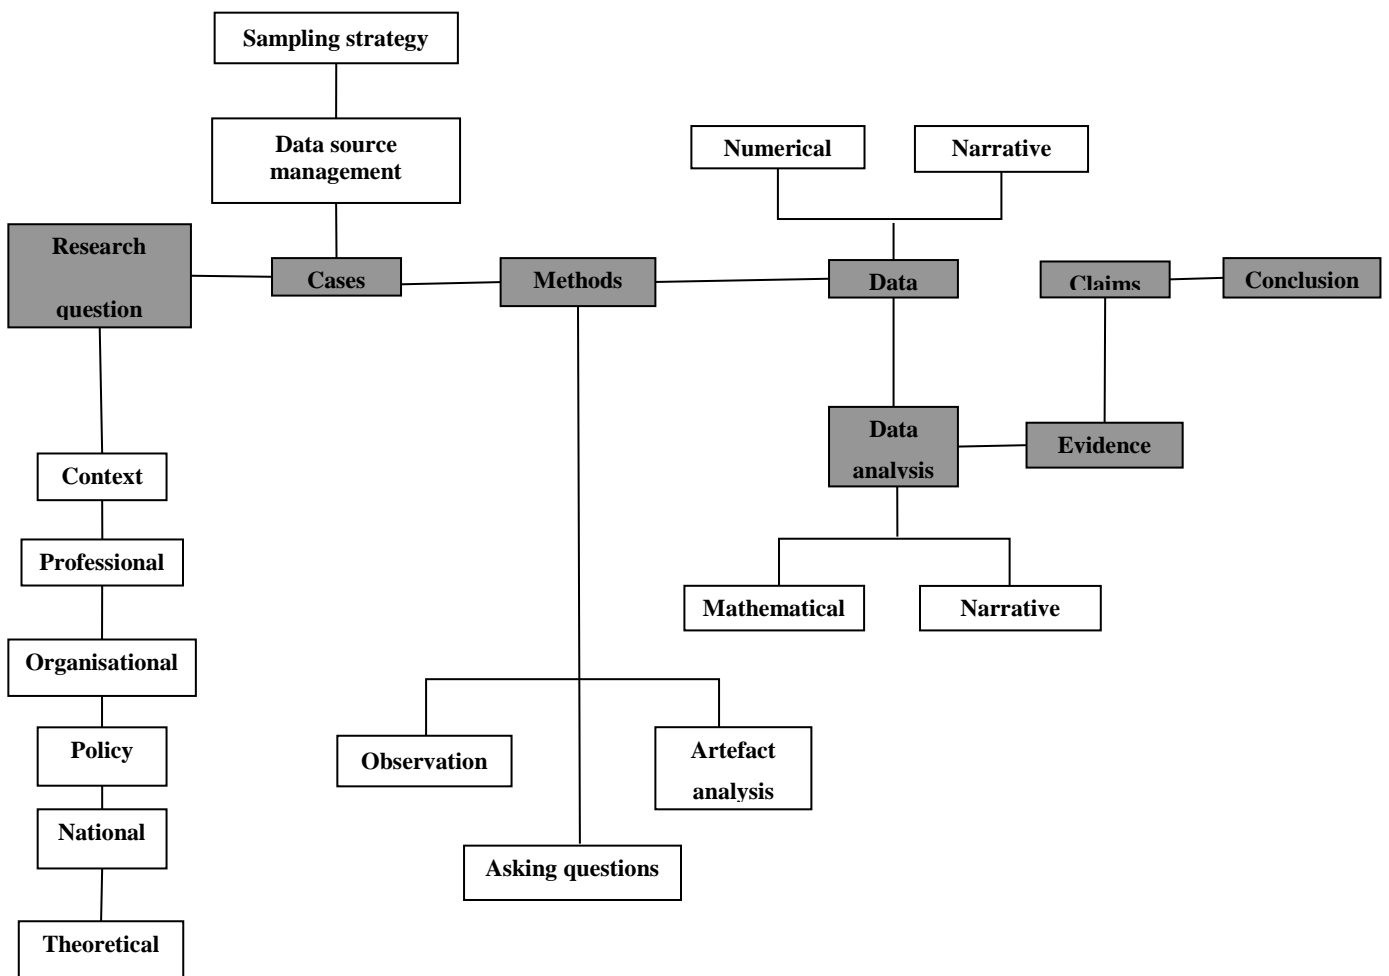 Sampling strategy
Data source
management
Numerical
Narrative
Research
question
Cases
Methods
Data
Claims
Conclusion
Data
analysis
Evidence
Context
Professional
Mathematical
Narrative
Organisational
Policy
Observation
Artefact
analysis
National
Asking questions
Theoretical